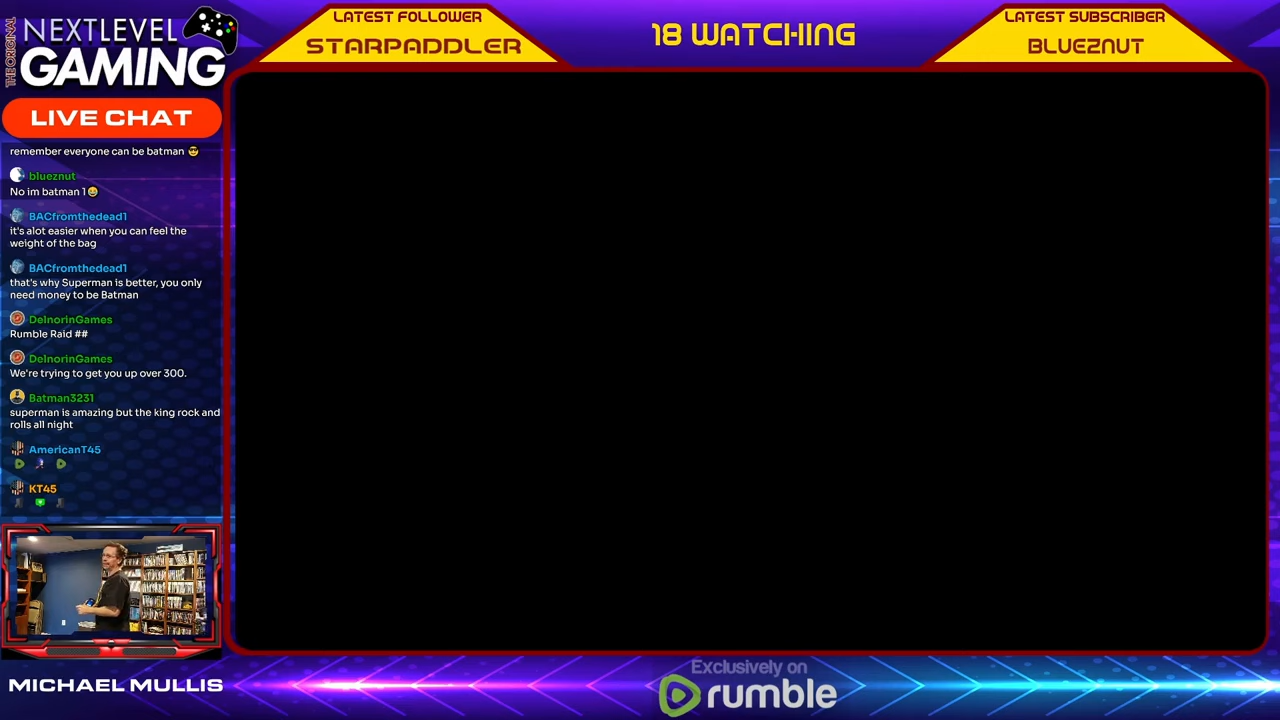 THE ORIGINAL
NEXTLEVEL
GAMING
LATEST FOLLOWER
STARPADDLER
18 WATCHING
LATEST SUBSCRIBER
BLUEZNUT
LIVE CHAT
remember everyone can be batman 😎
blueznut
No im batman 1😂
BACfromthedead1
it's alot easier when you can feel the
weight of the bag
BACfromthedead1
that's why Superman is better, you only
need money to be Batman
DelnorinGames
Rumble Raid ##
DelnorinGames
We're trying to get you up over 300.
Batman3231
superman is amazing but the king rock and
rolls all night
AmericanT45
KT45
MICHAEL MULLIS
Exclusively on
rumble